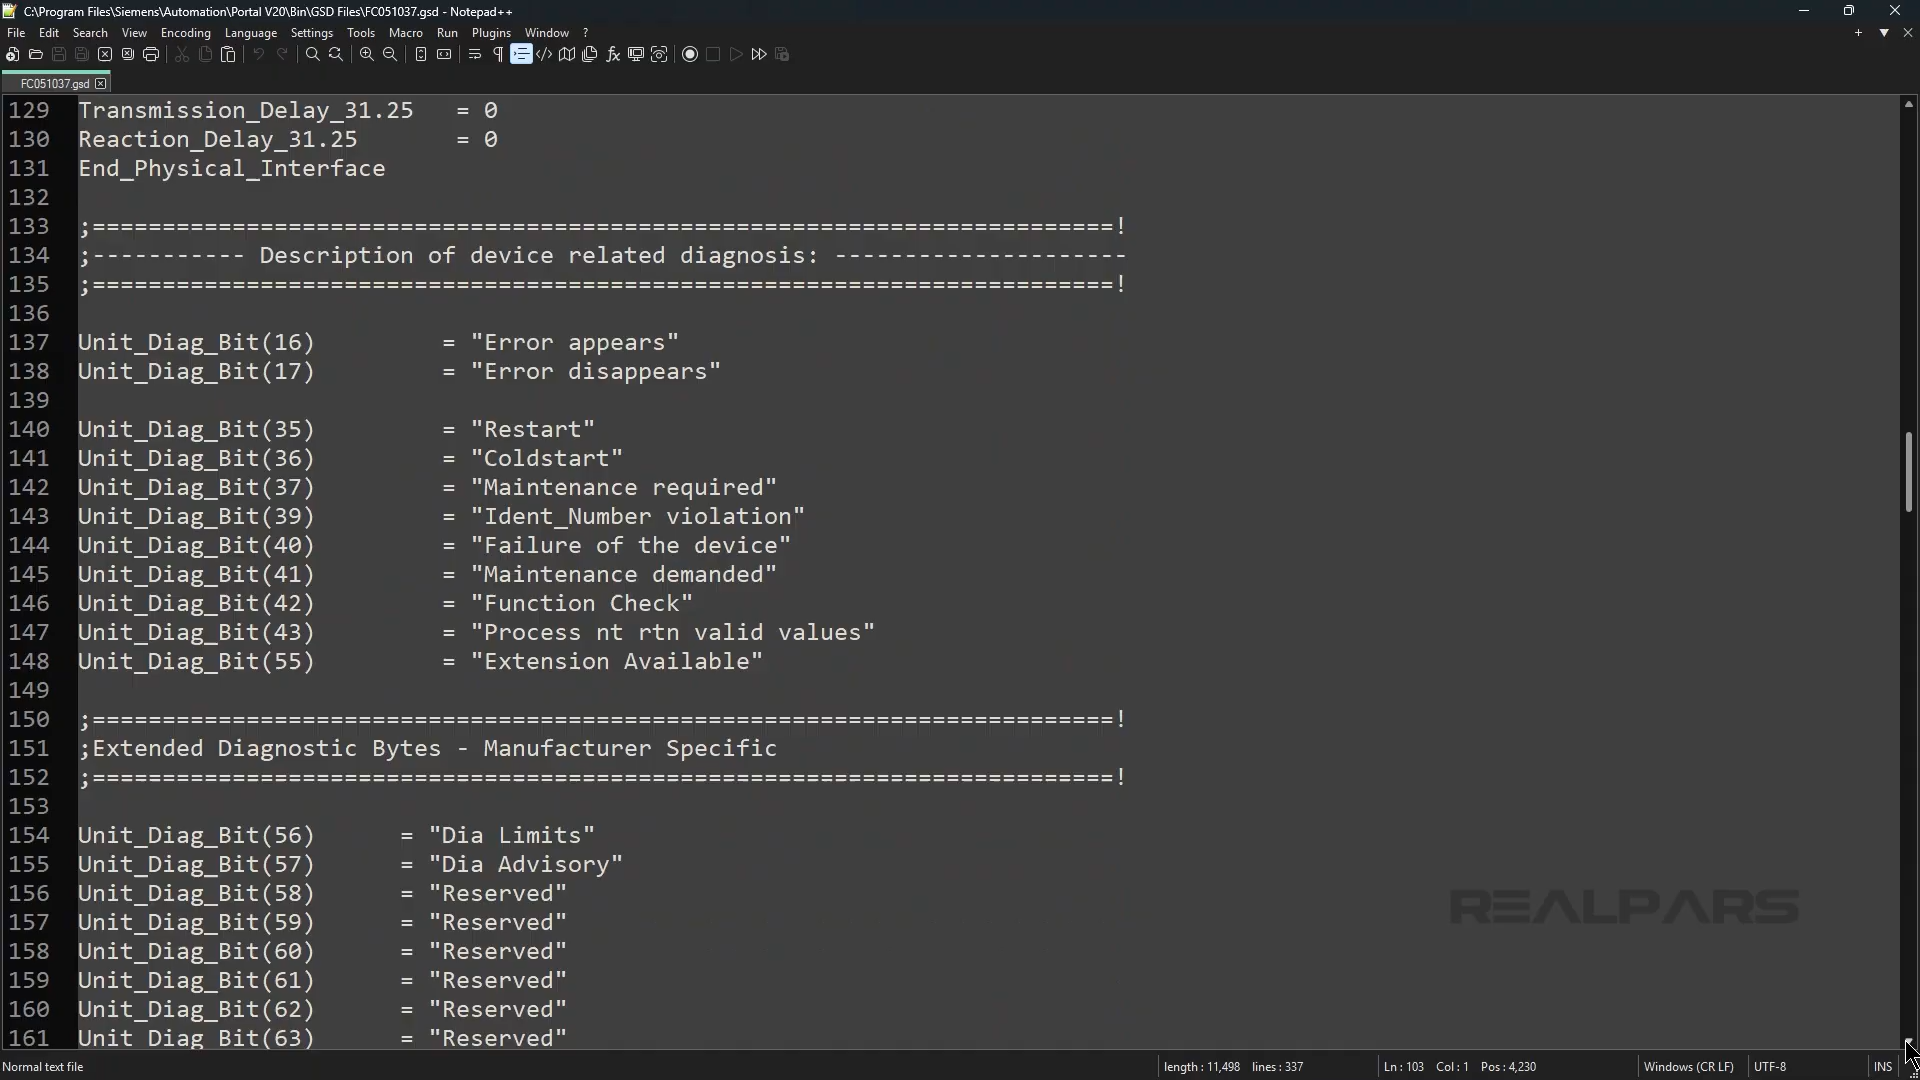 C:\Program Files\Siemens\Automation\Portal V20\Bin\GSD Files\FC051037.gsd - Notepad++
File Edit Search View Encoding Language Settings Tools Macro Run Plugins Window ?
FC051037.gsd
129 Transmission_Delay_31.25 = 0
130 Reaction_Delay_31.25 = 0
131 End_Physical_Interface
132
133 ;=========================================================================!
134 ;----------- Description of device related diagnosis: ---------------------
135 ;=========================================================================!
136
137 Unit_Diag_Bit(16) = "Error appears"
138 Unit_Diag_Bit(17) = "Error disappears"
139
140 Unit_Diag_Bit(35) = "Restart"
141 Unit_Diag_Bit(36) = "Coldstart"
142 Unit_Diag_Bit(37) = "Maintenance required"
143 Unit_Diag_Bit(39) = "Ident_Number violation"
144 Unit_Diag_Bit(40) = "Failure of the device"
145 Unit_Diag_Bit(41) = "Maintenance demanded"
146 Unit_Diag_Bit(42) = "Function Check"
147 Unit_Diag_Bit(43) = "Process nt rtn valid values"
148 Unit_Diag_Bit(55) = "Extension Available"
149
150 ;=========================================================================!
151 ;Extended Diagnostic Bytes - Manufacturer Specific
152 ;=========================================================================!
153
154 Unit_Diag_Bit(56) = "Dia Limits"
155 Unit_Diag_Bit(57) = "Dia Advisory"
156 Unit_Diag_Bit(58) = "Reserved"
157 Unit_Diag_Bit(59) = "Reserved"
158 Unit_Diag_Bit(60) = "Reserved"
159 Unit_Diag_Bit(61) = "Reserved"
160 Unit_Diag_Bit(62) = "Reserved"
161 Unit_Diag_Bit(63) = "Reserved"
REALPARS
Normal text file length : 11,498 lines : 337 Ln : 103 Col : 1 Pos : 4,230 Windows (CR LF) UTF-8 INS